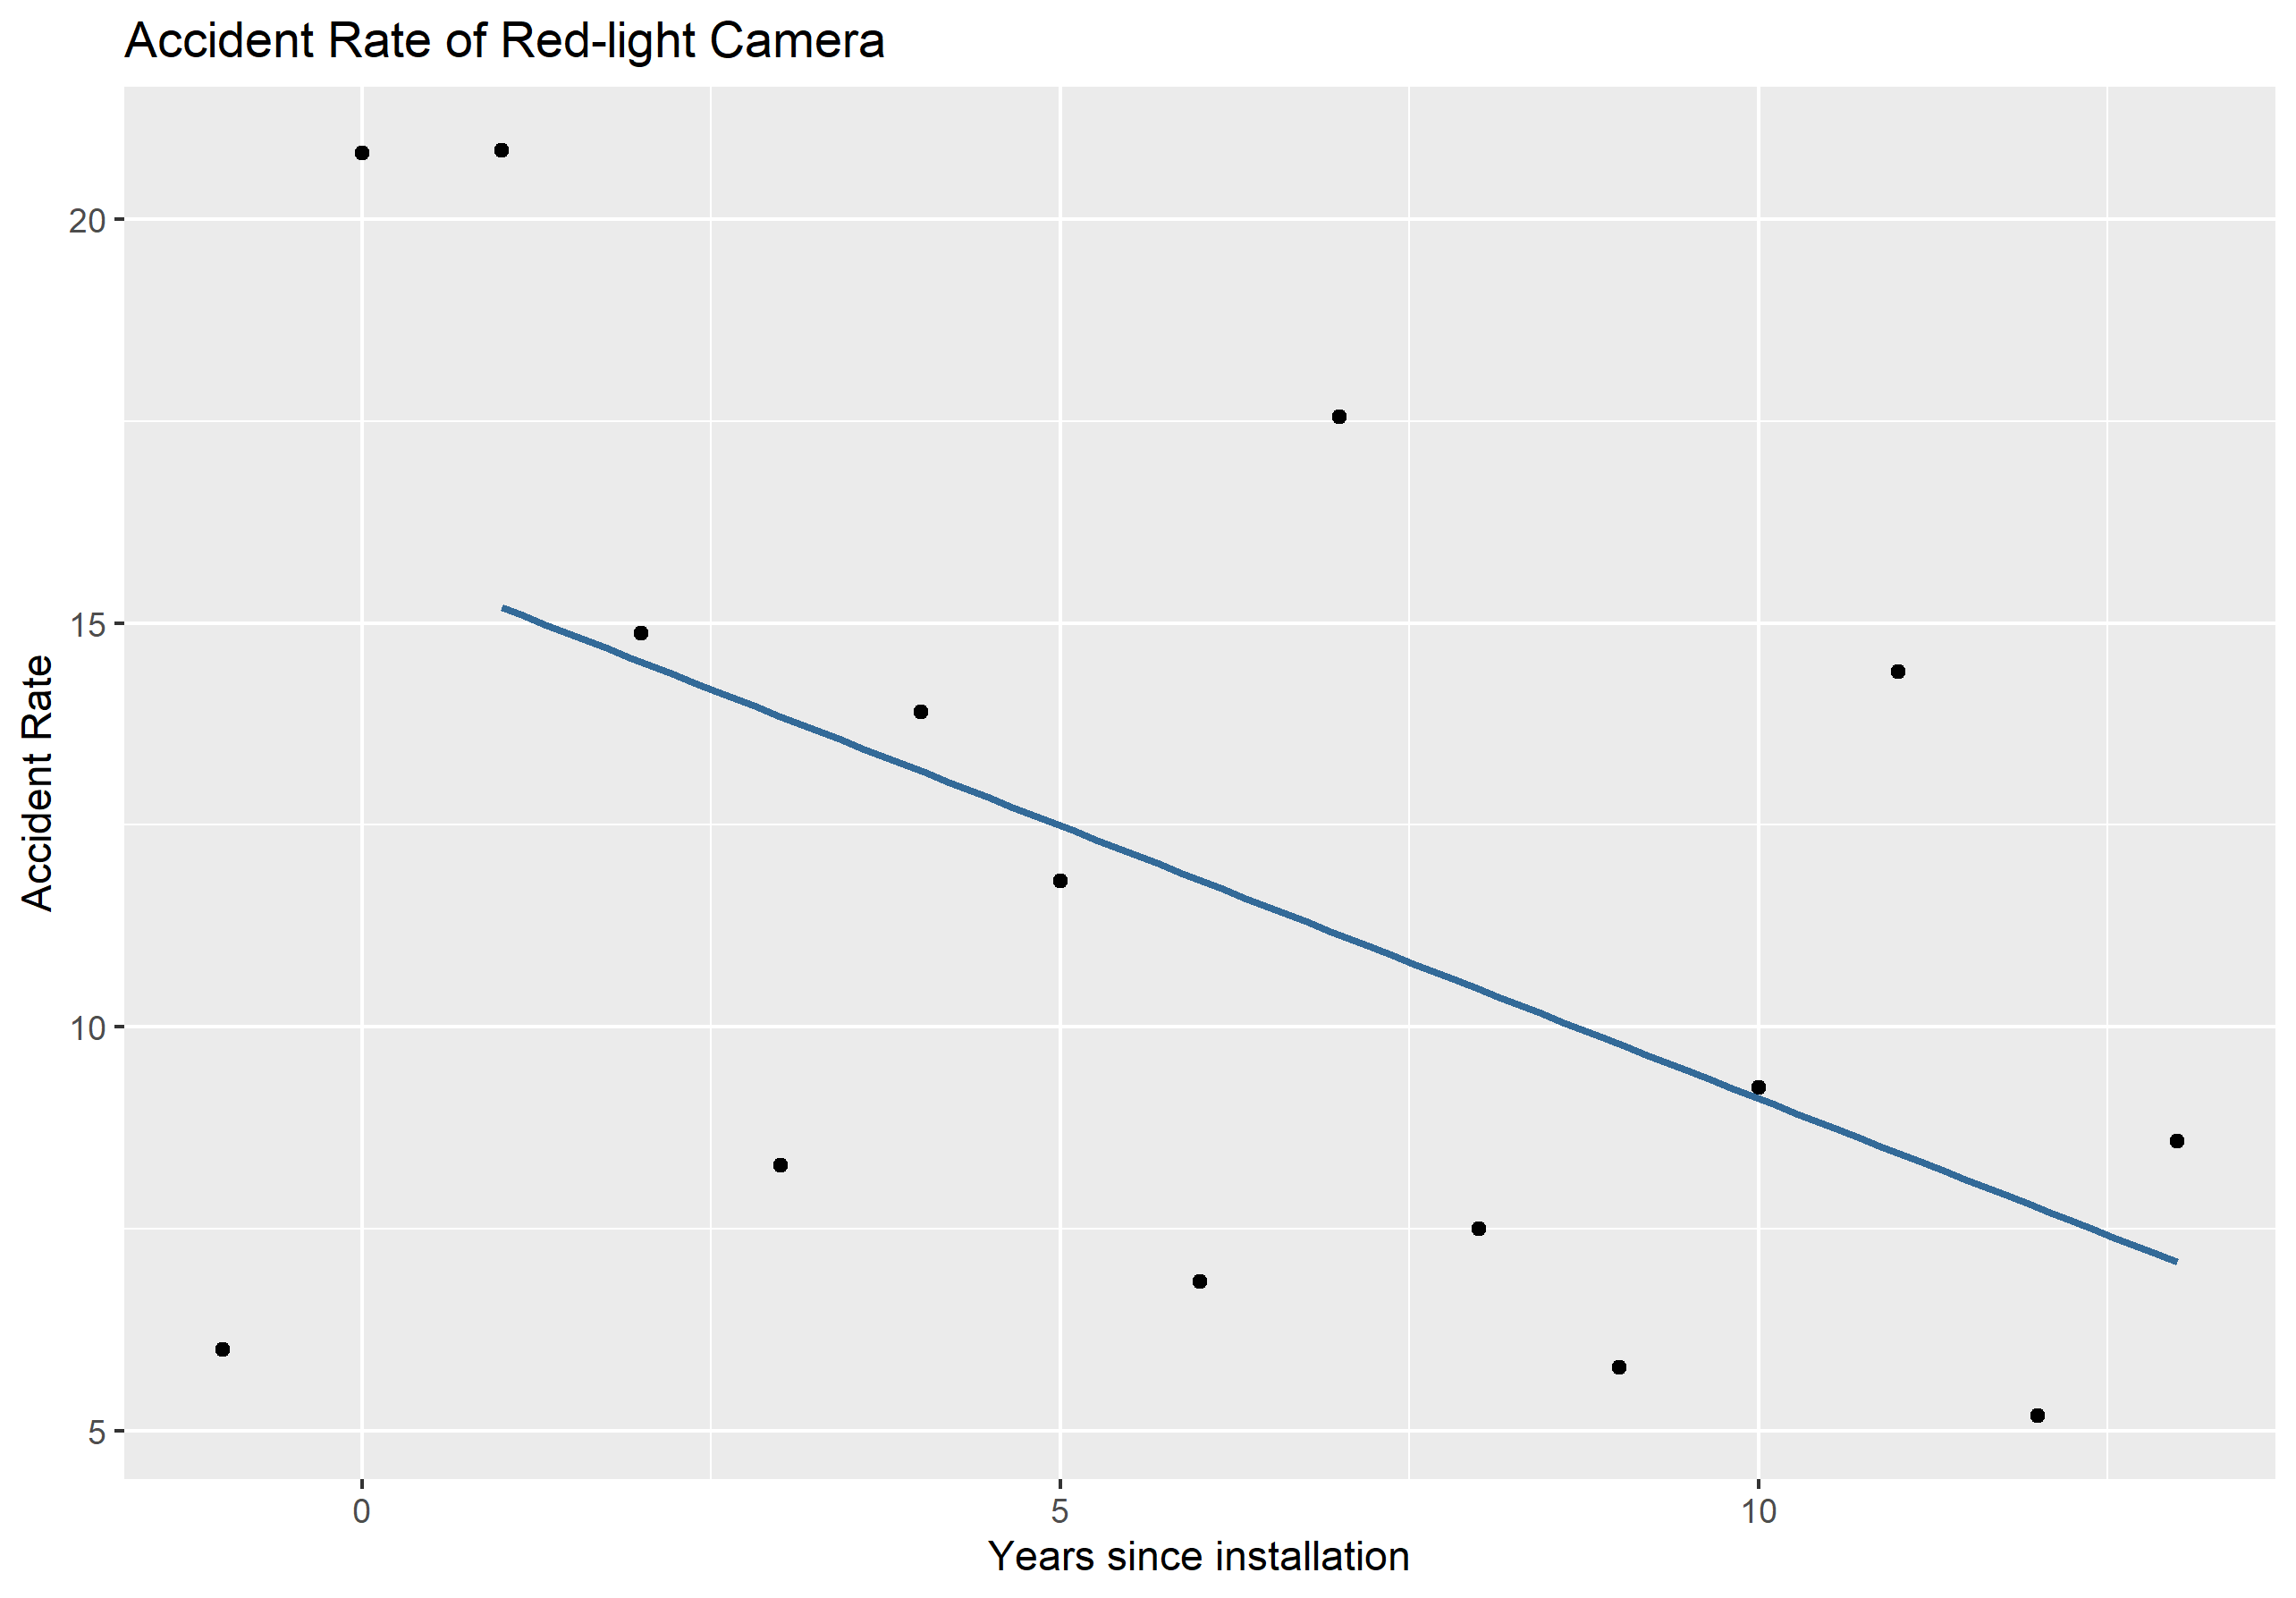 Accident Rate of Red-light Camera
20
15
10
5
Accident Rate
0 5 10
Years since installation